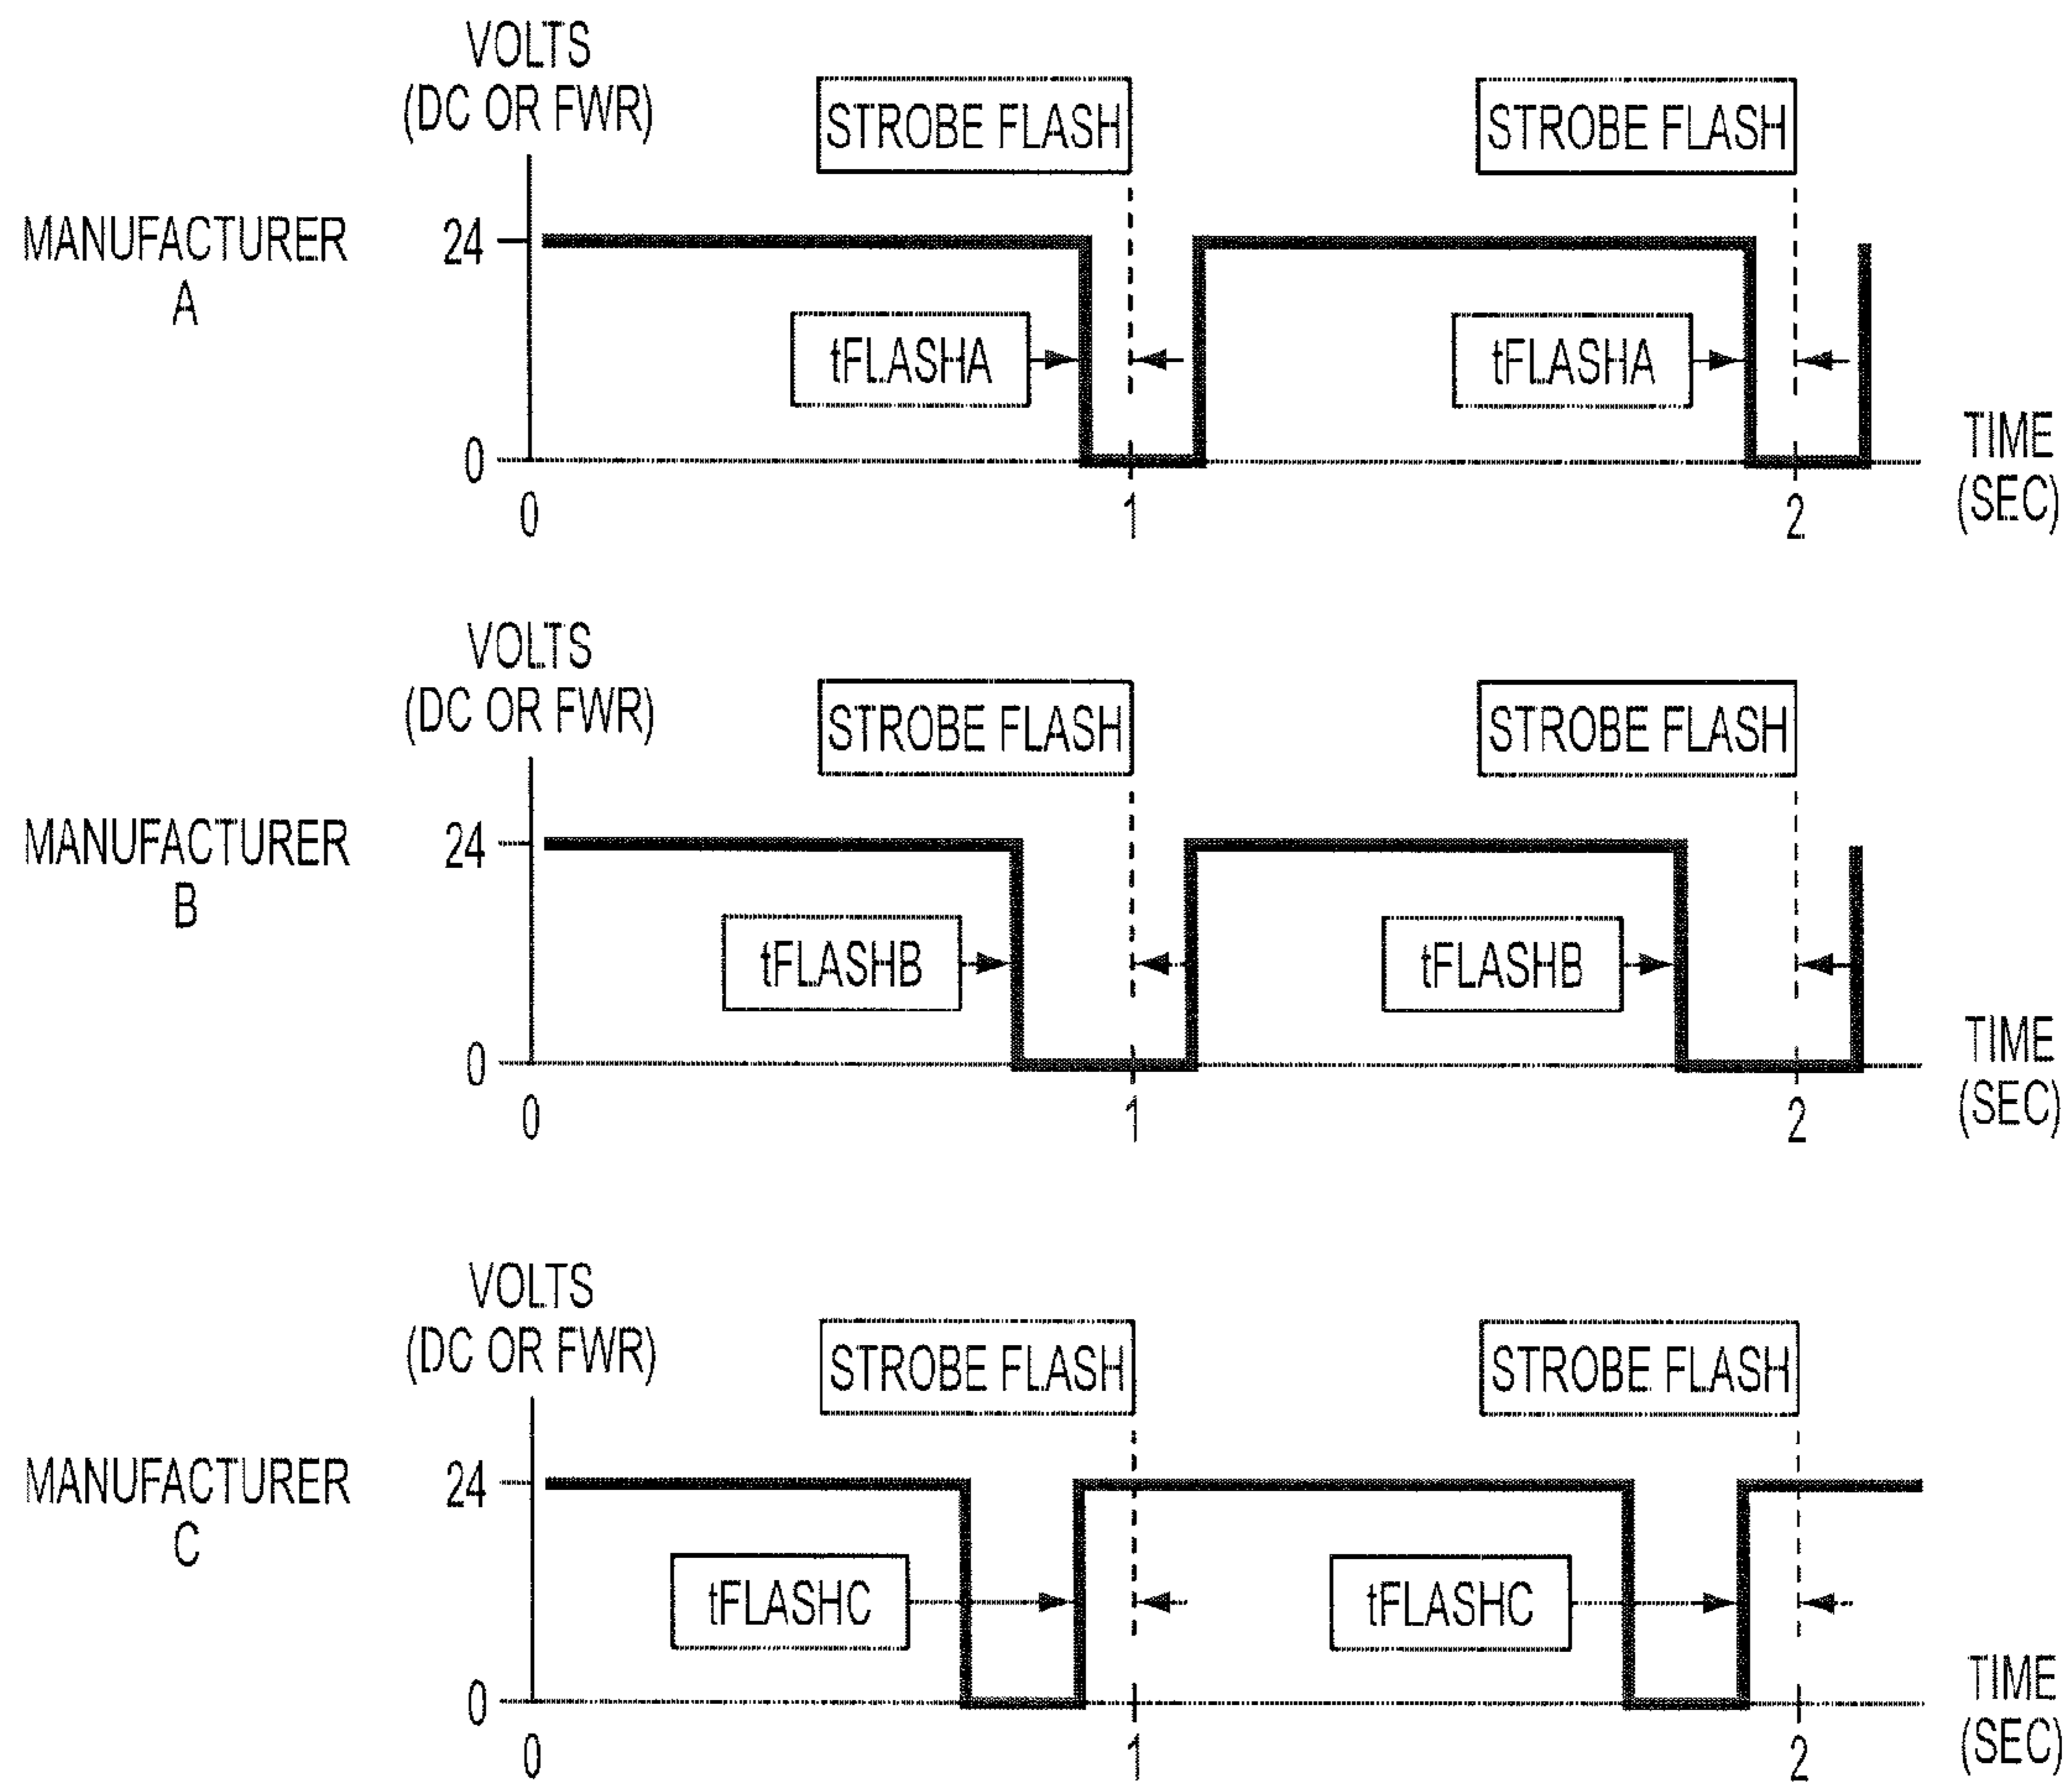 VOLTS
(DC OR FWR)
STROBE FLASH
STROBE FLASH
MANUFACTURER
A
24
tFLASHA
tFLASHA
0
TIME
(SEC)
0
1
2
VOLTS
(DC OR FWR)
STROBE FLASH
STROBE FLASH
MANUFACTURER
B
24
tFLASHB
tFLASHB
0
TIME
(SEC)
0
1
2
VOLTS
(DC OR FWR)
STROBE FLASH
STROBE FLASH
MANUFACTURER
C
24
tFLASHC
tFLASHC
0
TIME
(SEC)
0
1
2